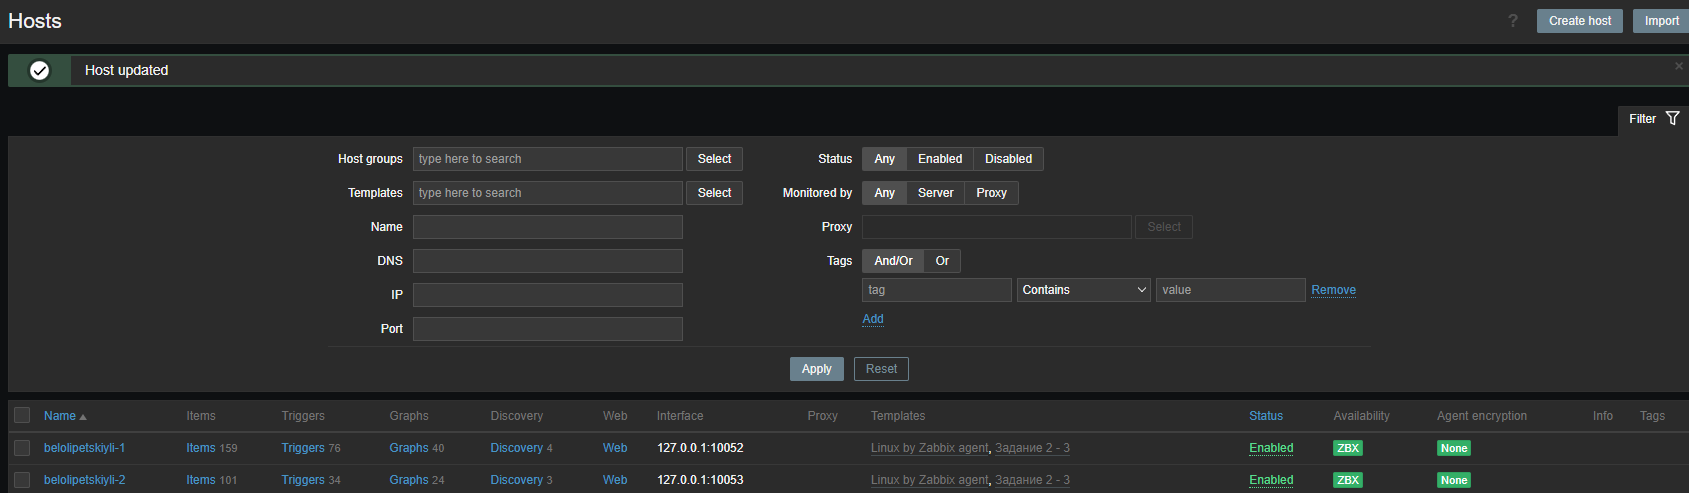 Hosts
? Create host Import
Host updated
Filter
Host groups type here to search Select
Status Any Enabled Disabled
Templates type here to search Select
Monitored by Any Server Proxy
Name
Proxy Select
DNS
Tags And/Or Or
tag Contains value Remove
IP
Add
Port
Apply Reset
Name Items Triggers Graphs Discovery Web Interface Proxy Templates Status Availability Agent encryption Info Tags
belolipetskiyli-1 Items 159 Triggers 76 Graphs 40 Discovery 4 Web 127.0.0.1:10052 Linux by Zabbix agent, Задание 2 - 3 Enabled ZBX None
belolipetskiyli-2 Items 101 Triggers 34 Graphs 24 Discovery 3 Web 127.0.0.1:10053 Linux by Zabbix agent, Задание 2 - 3 Enabled ZBX None